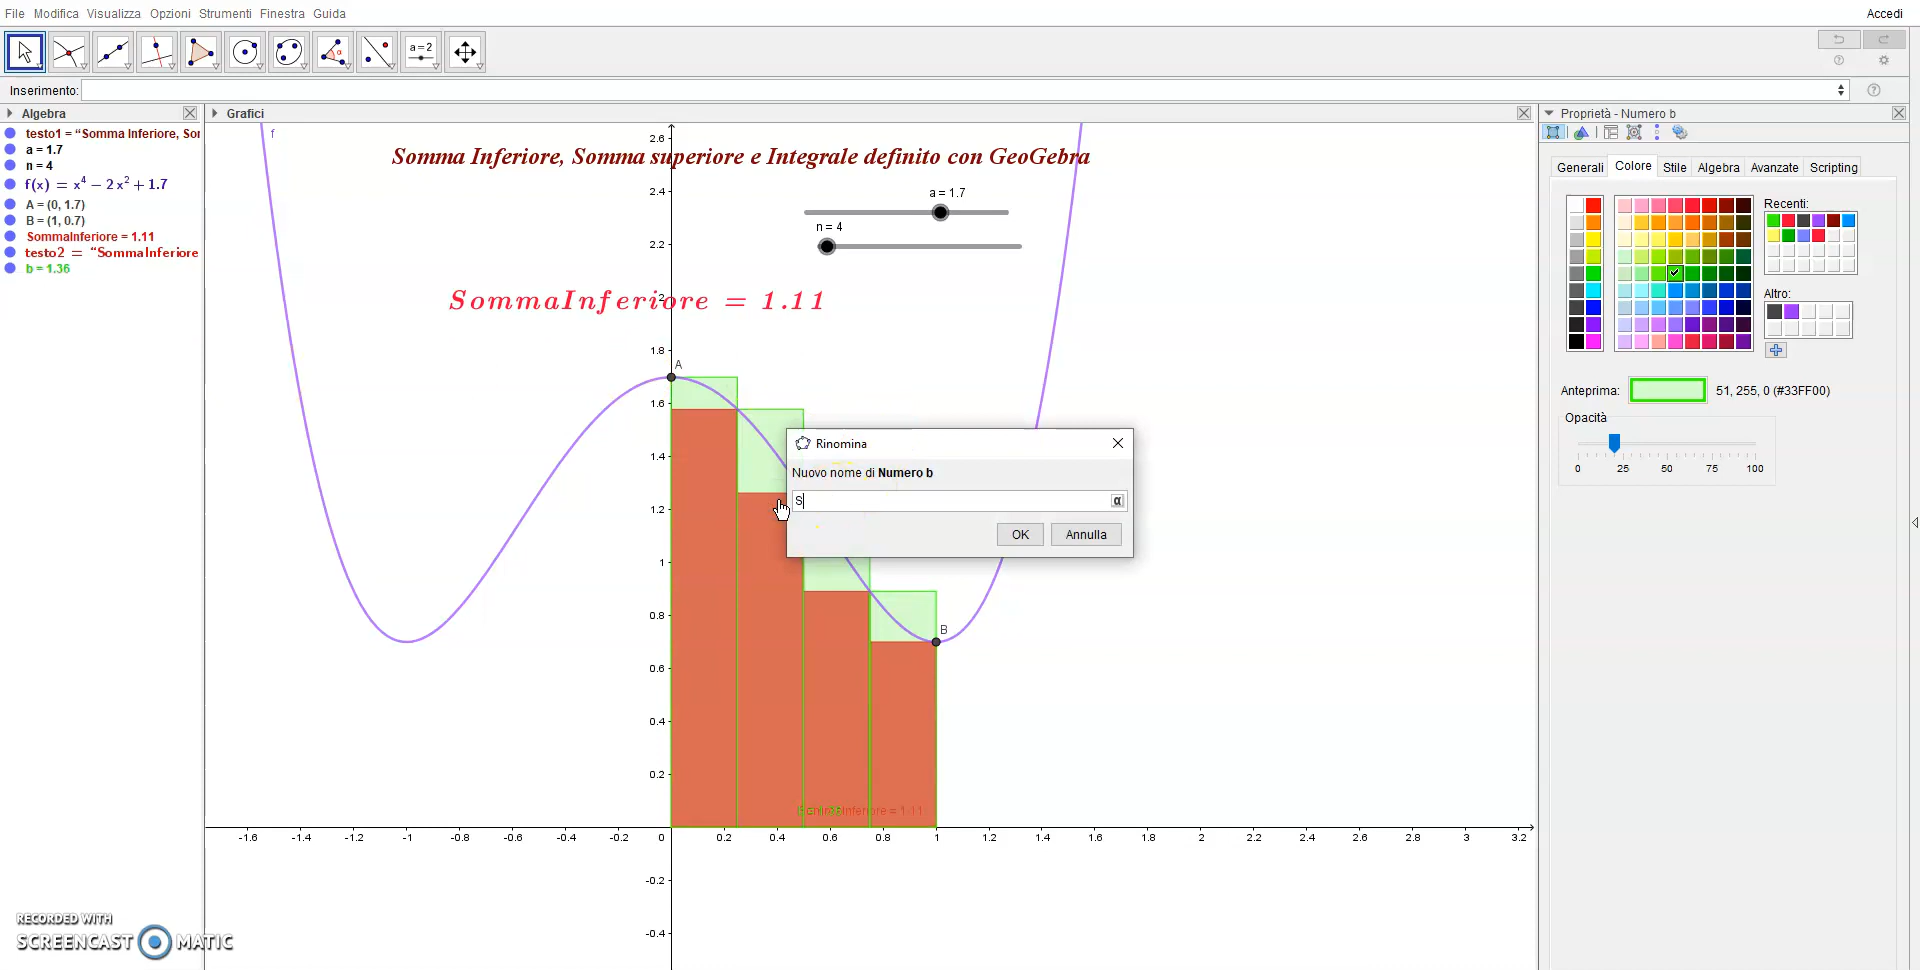 File Modifica Visualizza Opzioni Strumenti Finestra Guida Accedi
a=2
Inserimento:
Algebra
Grafici
Proprietà - Numero b
testo1 = “Somma Inferiore, Sor
a = 1.7
n = 4
f(x) = x⁴ − 2 x² + 1.7
A = (0, 1.7)
B = (1, 0.7)
SommaInferiore = 1.11
testo2 = “SommaInferiore
b = 1.36
f
Somma Inferiore, Somma superiore e Integrale definito con GeoGebra
a = 1.7
n = 4
SommaInferiore = 1.11
A
B
2.6
2.4
2.2
2
1.8
1.6
1.4
1.2
1
0.8
0.6
0.4
0.2
-0.2
-0.4
-1.6 -1.4 -1.2 -1 -0.8 -0.6 -0.4 -0.2 0 0.2 0.4 0.6 0.8 1 1.2 1.4 1.6 1.8 2 2.2 2.4 2.6 2.8 3 3.2
Rinomina
Nuovo nome di Numero b
S
α
OK Annulla
Generali Colore Stile Algebra Avanzate Scripting
Recenti:
Altro:
Anteprima: 51, 255, 0 (#33FF00)
Opacità
0 25 50 75 100
RECORDED WITH
SCREENCAST MATIC